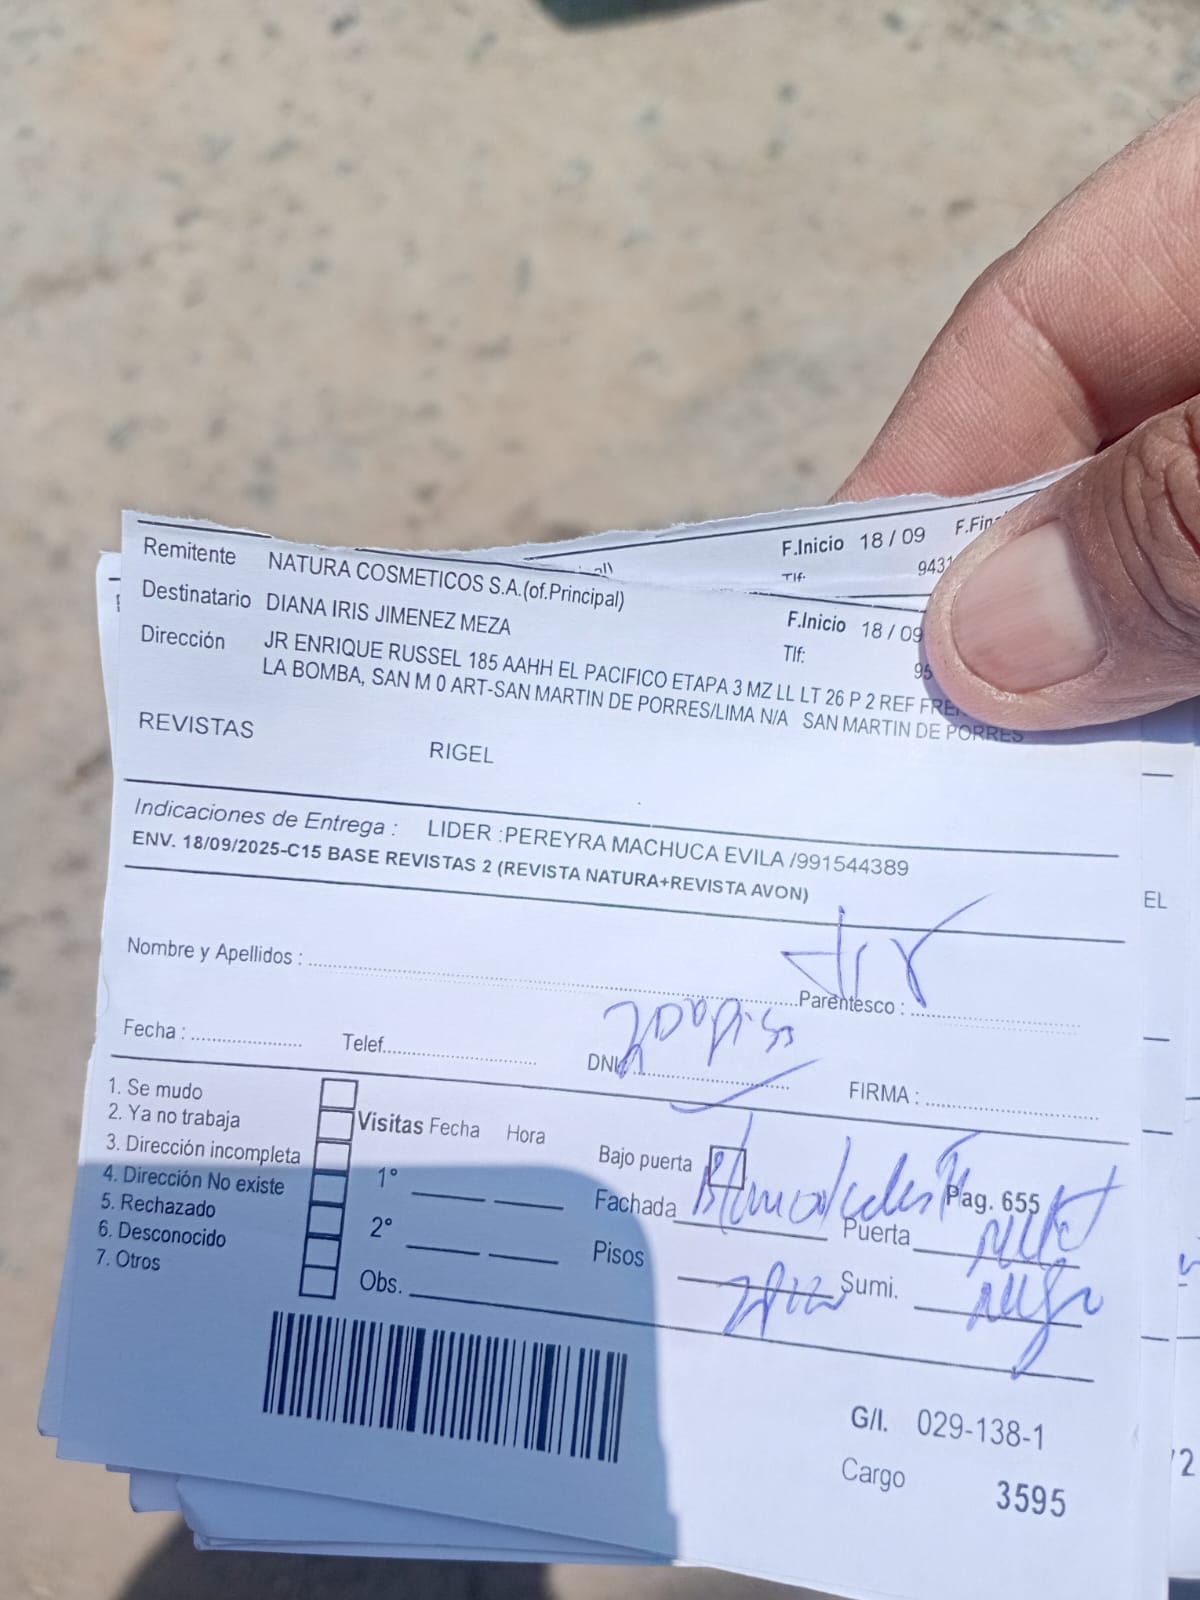 F.Inicio 18 / 09 F.Fin
Tlf: 943
Remitente NATURA COSMETICOS S.A.(of.Principal)
Destinatario DIANA IRIS JIMENEZ MEZA F.Inicio 18 / 09
Dirección JR ENRIQUE RUSSEL 185 AAHH EL PACIFICO ETAPA 3 MZ LL LT 26 P 2 REF Tlf: 95
LA BOMBA, SAN M 0 ART-SAN MARTIN DE PORRES/LIMA N/A SAN MARTIN DE PORRES
REVISTAS RIGEL
Indicaciones de Entrega : LIDER :PEREYRA MACHUCA EVILA /991544389
ENV. 18/09/2025-C15 BASE REVISTAS 2 (REVISTA NATURA+REVISTA AVON)
EL
Nombre y Apellidos : Parentesco :
Fecha : Telef. DNI FIRMA :
1. Se mudo
2. Ya no trabaja
3. Dirección incompleta
4. Dirección No existe
5. Rechazado
6. Desconocido
7. Otros
Visitas Fecha Hora
1°
2°
Obs.
Bajo puerta
Fachada
Pisos
Pag. 655
Puerta
Sumi.
G/I. 029-138-1
Cargo 3595